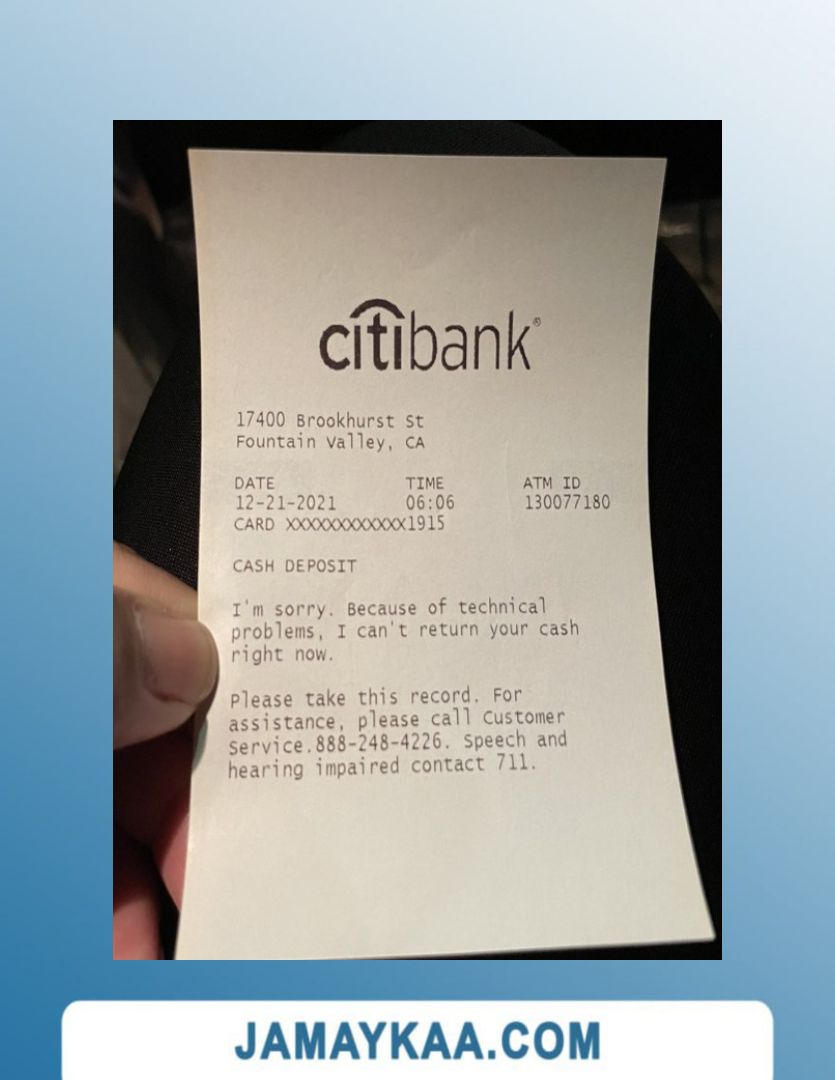 citibank®
17400 Brookhurst St
Fountain Valley, CA
DATE TIME ATM ID
12-21-2021 06:06 130077180
CARD XXXXXXXXXXXX1915
CASH DEPOSIT
I'm sorry. Because of technical
problems, I can't return your cash
right now.
Please take this record. For
assistance, please call Customer
Service.888-248-4226. Speech and
hearing impaired contact 711.
JAMAYKAA.COM